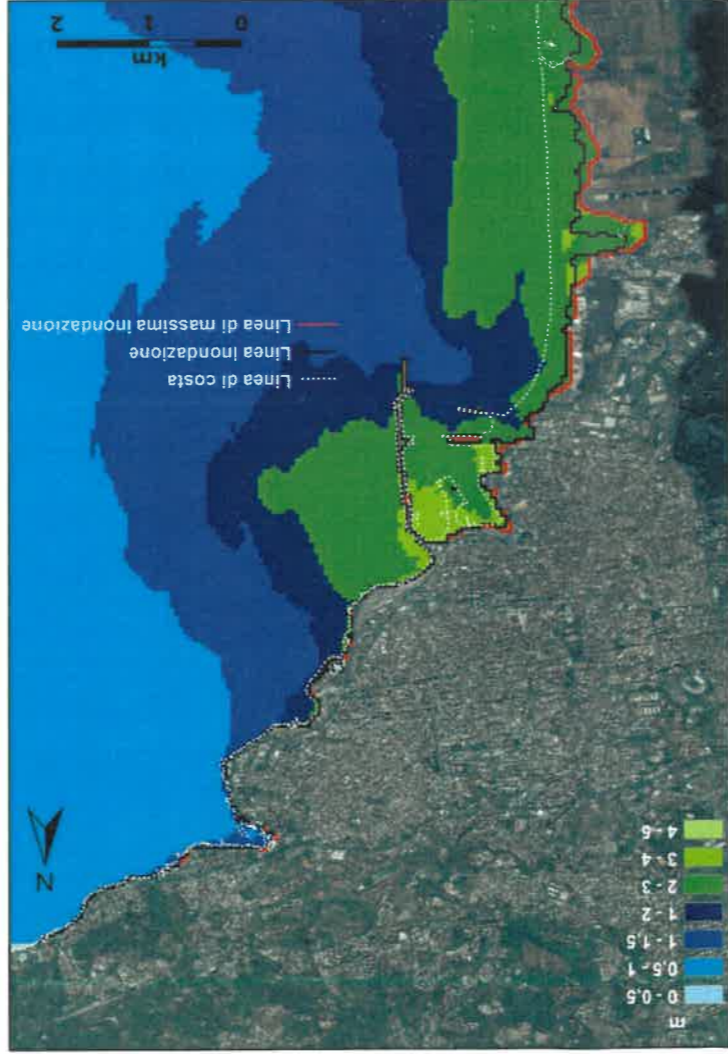 m
0 - 0,5
0,5 - 1
1 - 1,5
1 - 2
2 - 3
3 - 4
4 - 6
N
Linea di costa
Linea Inondazione
Linea di massima inondazione
km
0 1 2